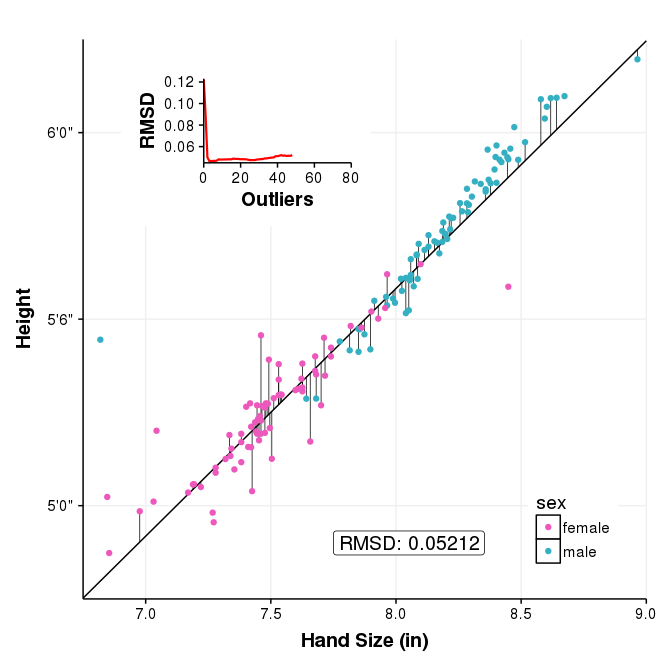 RMSD
0.12
0.10
0.08
0.06
0 20 40 60 80
Outliers
Height
6'0"
5'6"
5'0"
RMSD: 0.05212
sex
female
male
7.0 7.5 8.0 8.5 9.0
Hand Size (in)